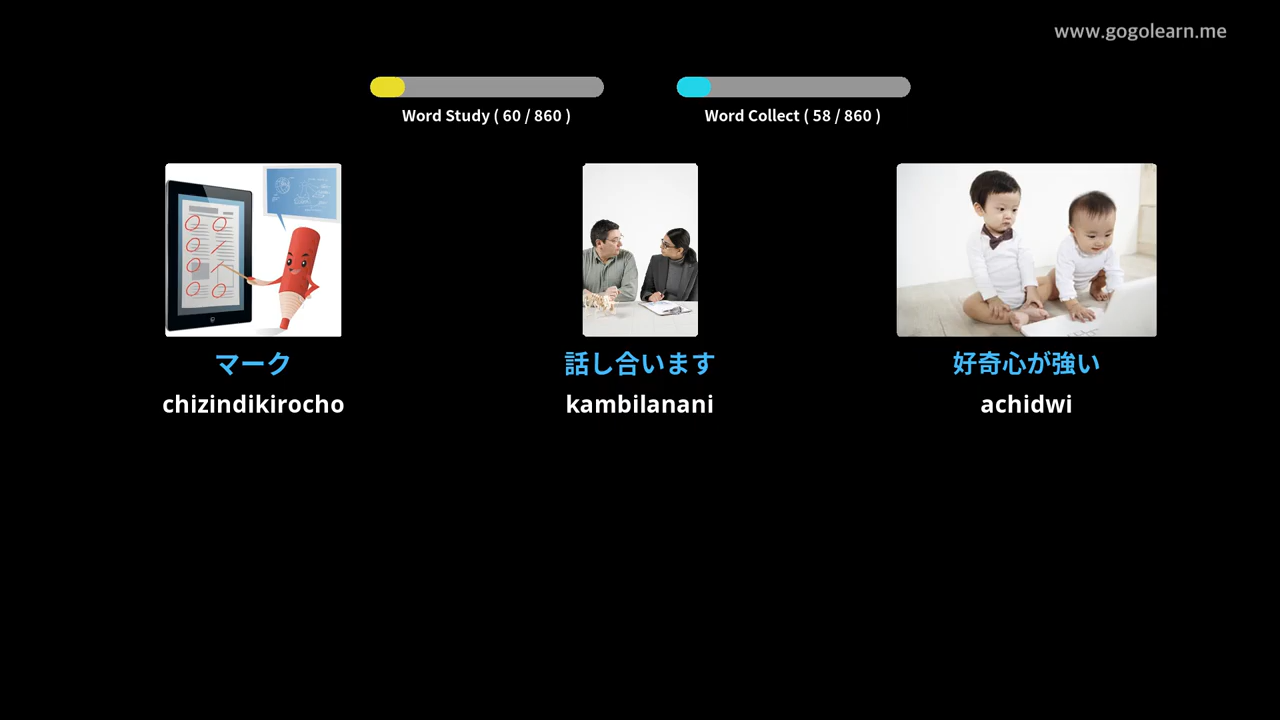 www.gogolearn.me
Word Study ( 60 / 860 )
Word Collect ( 58 / 860 )
マーク
話し合います
好奇心が強い
chizindikirocho
kambilanani
achidwi